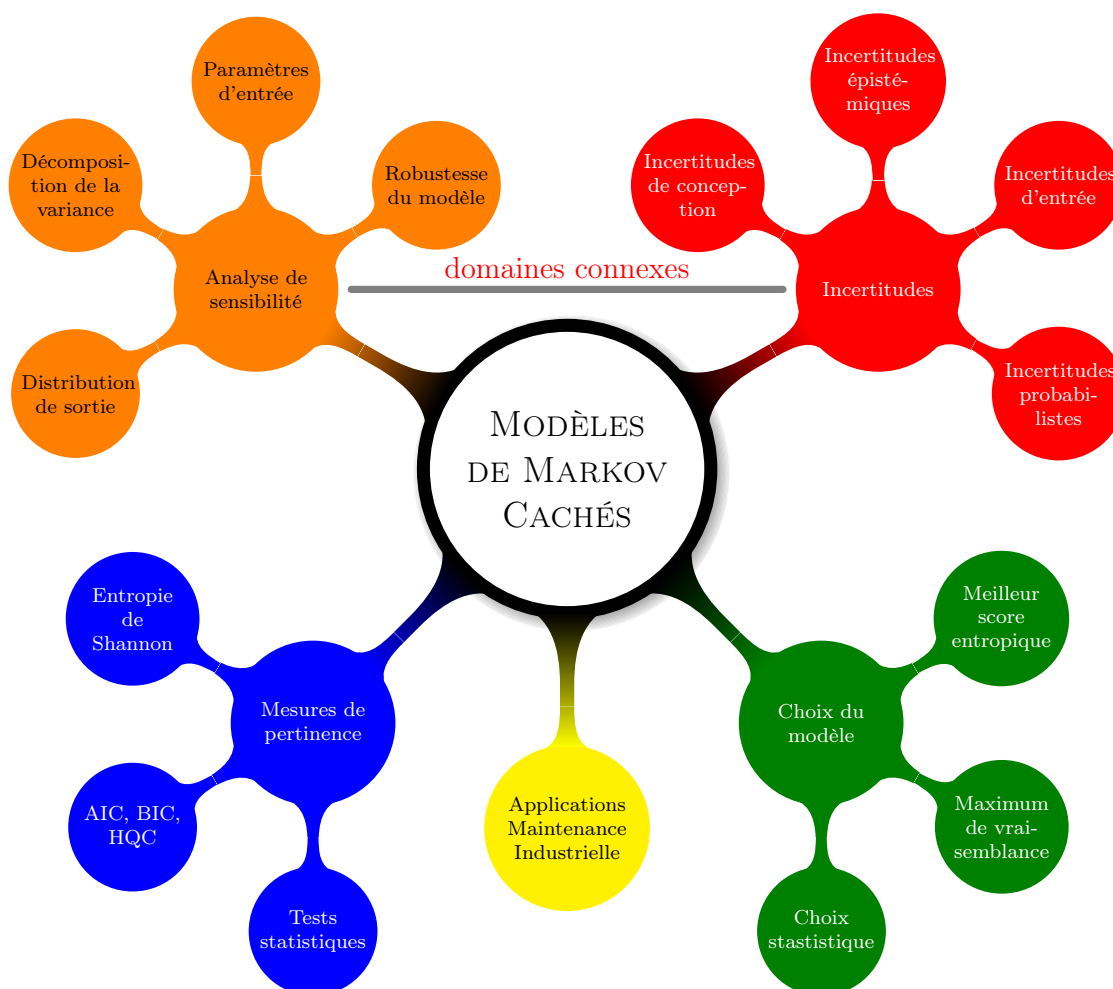 Paramètres
d'entrée
Décomposi-
tion de la
variance
Robustesse
du modèle
Analyse de
sensibilité
Distribution
de sortie
domaines connexes
Incertitudes
épisté-
miques
Incertitudes
de concep-
tion
Incertitudes
d'entrée
Incertitudes
Incertitudes
probabi-
listes
MODÈLES
DE MARKOV
CACHÉS
Entropie
de
Shannon
Mesures de
pertinence
AIC, BIC,
HQC
Tests
statistiques
Applications
Maintenance
Industrielle
Meilleur
score
entropique
Choix du
modèle
Maximum
de vrai-
semblance
Choix
stastistique